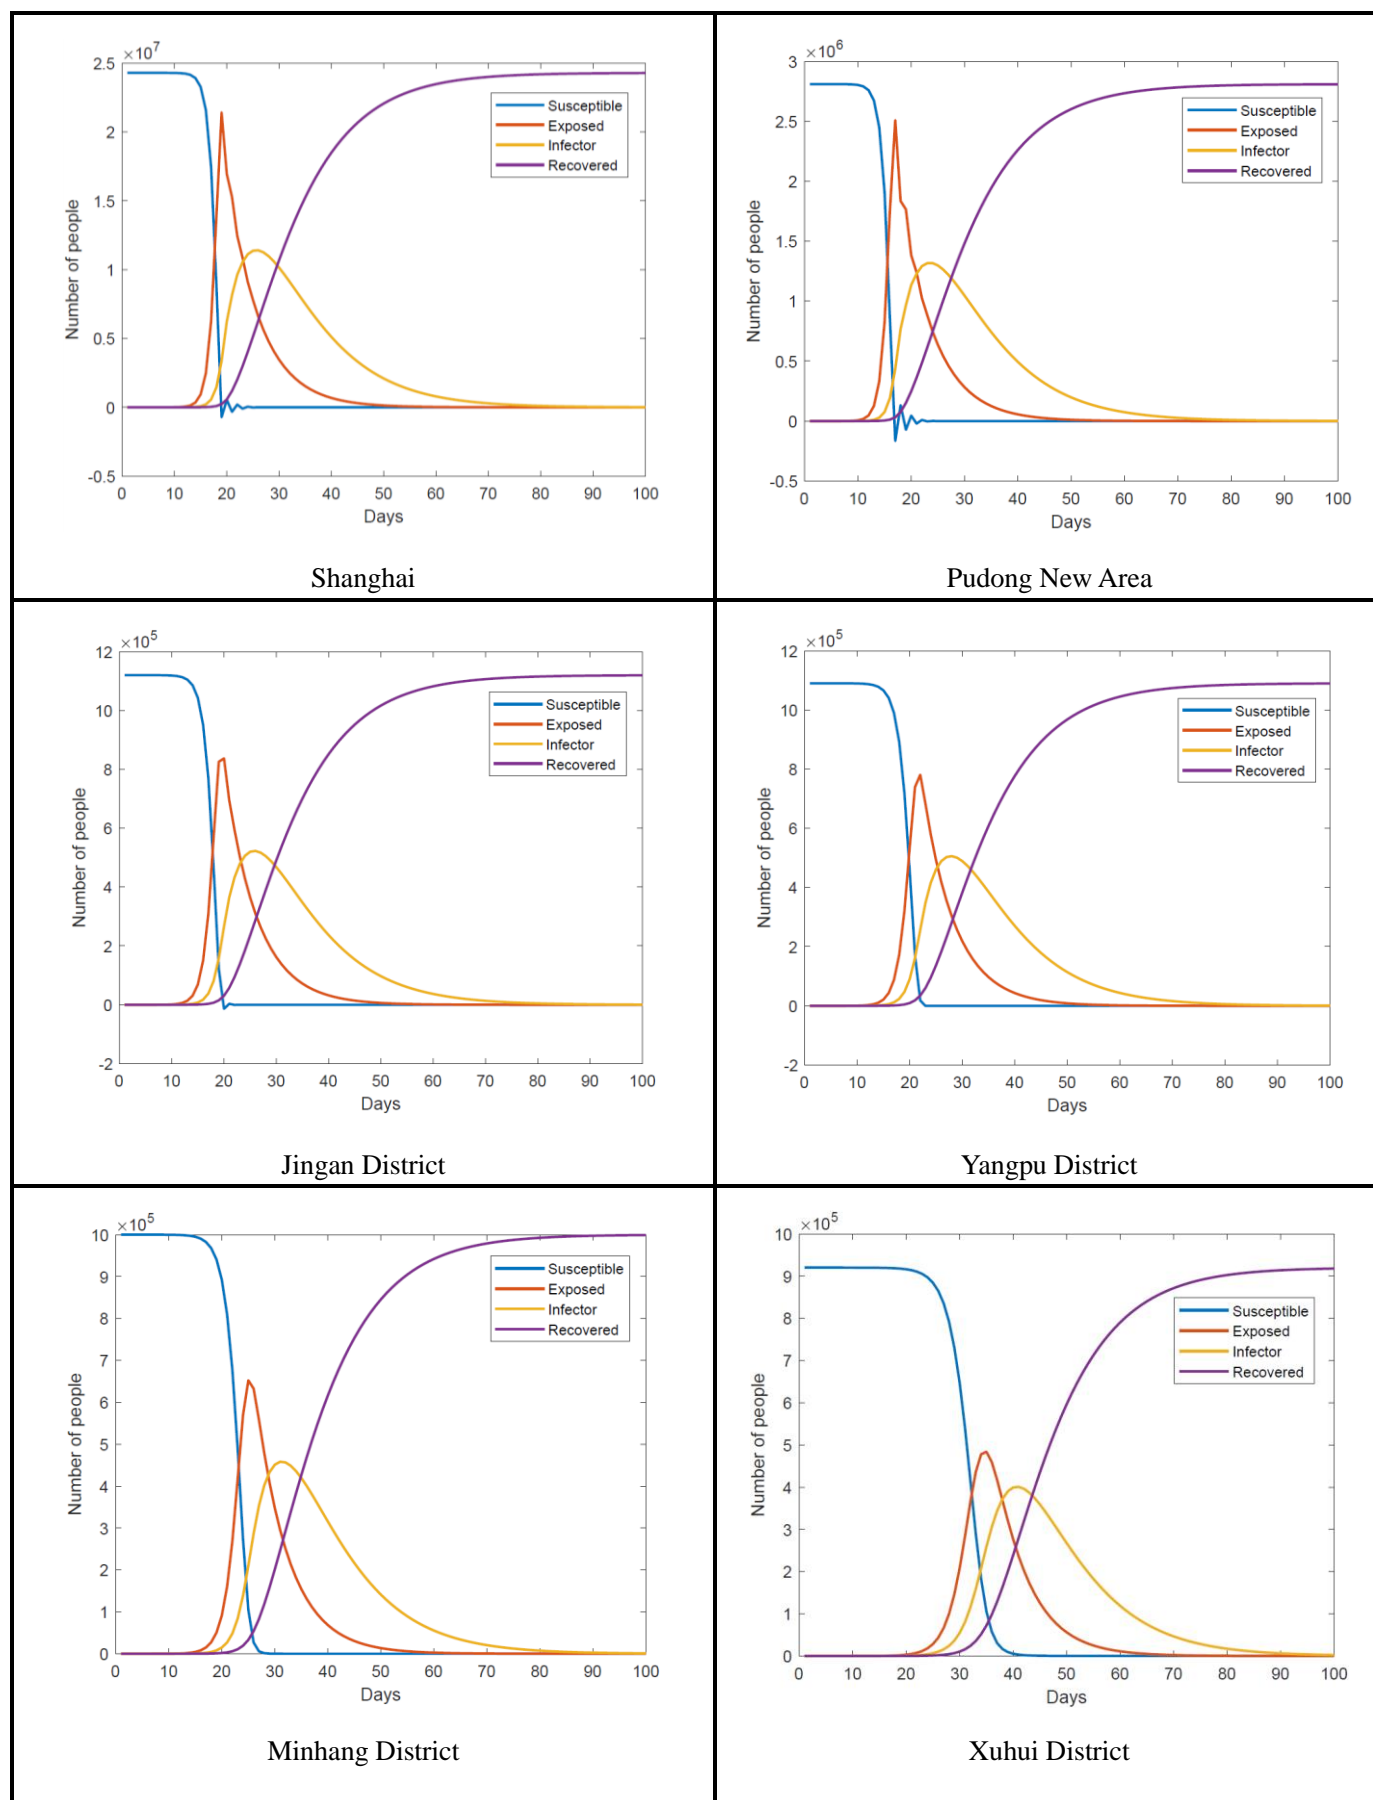 ×10^7
2.5
2
1.5
1
0.5
0
-0.5
Number of people
Susceptible
Exposed
Infector
Recovered
0 10 20 30 40 50 60 70 80 90 100
Days
Shanghai
×10^6
3
2.5
2
1.5
1
0.5
0
-0.5
Number of people
Susceptible
Exposed
Infector
Recovered
0 10 20 30 40 50 60 70 80 90 100
Days
Pudong New Area
×10^5
12
10
8
6
4
2
0
-2
Number of people
Susceptible
Exposed
Infector
Recovered
0 10 20 30 40 50 60 70 80 90 100
Days
Jingan District
×10^5
12
10
8
6
4
2
0
-2
Number of people
Susceptible
Exposed
Infector
Recovered
0 10 20 30 40 50 60 70 80 90 100
Days
Yangpu District
×10^5
10
9
8
7
6
5
4
3
2
1
0
Number of people
Susceptible
Exposed
Infector
Recovered
0 10 20 30 40 50 60 70 80 90 100
Days
Minhang District
×10^5
10
9
8
7
6
5
4
3
2
1
0
Number of people
Susceptible
Exposed
Infector
Recovered
0 10 20 30 40 50 60 70 80 90 100
Days
Xuhui District